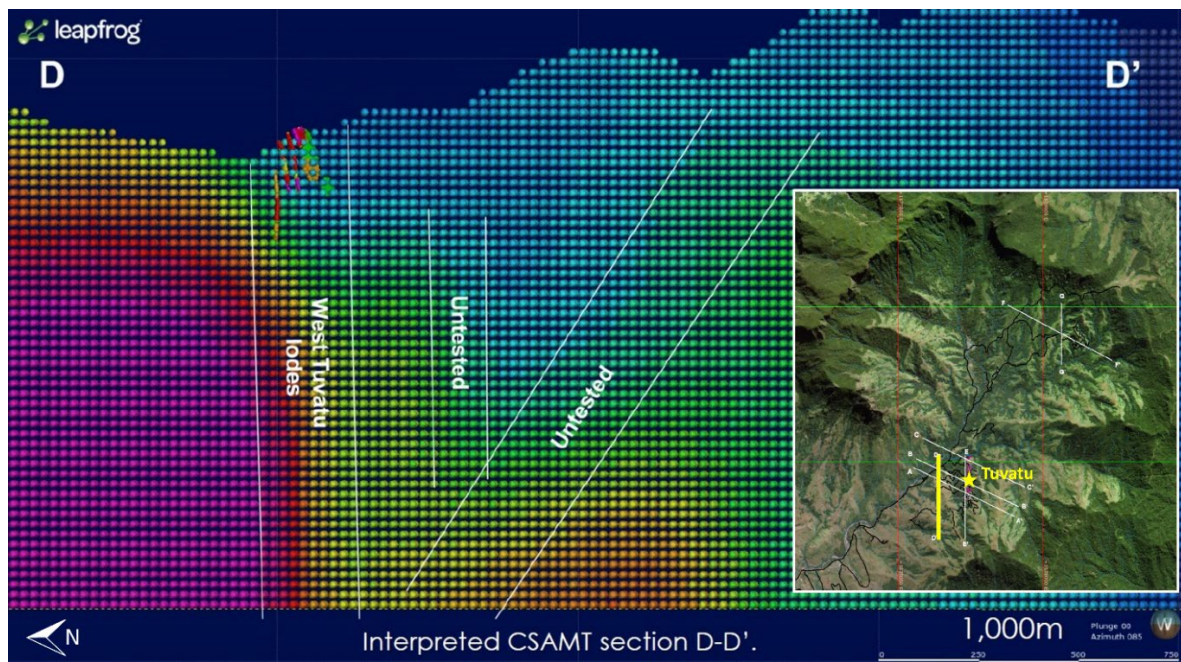 leapfrog
D
D'
West Tuvatu
lodes
Untested
Untested
F
G
G
F'
C
B
A
D
E
Tuvatu
C'
B'
A'
D'
E'
N
Interpreted CSAMT section D-D'.
1,000m
Plunge 00
Azimuth 085
W
0
250
500
750